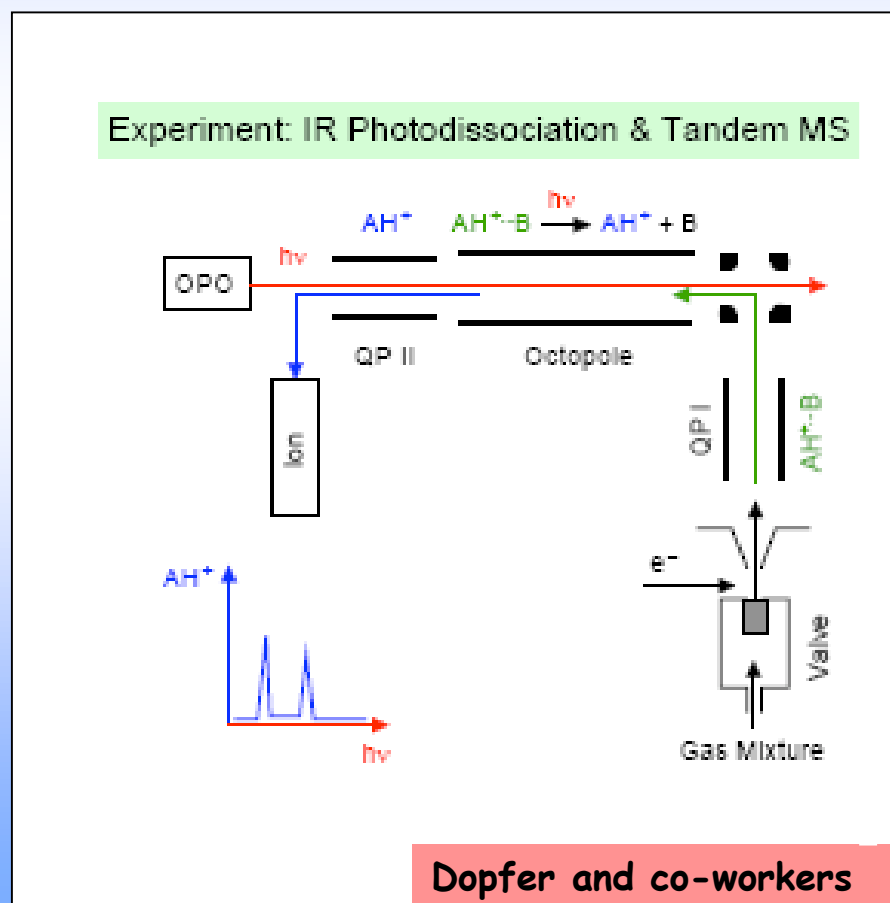 Experiment: IR Photodissociation & Tandem MS
hν
AH⁺ AH⁺··B → AH⁺ + B
hν
OPO
QP II Octopole
Ion
QP I
AH⁺··B
AH⁺
e⁻
Valve
hν
Gas Mixture
Dopfer and co-workers